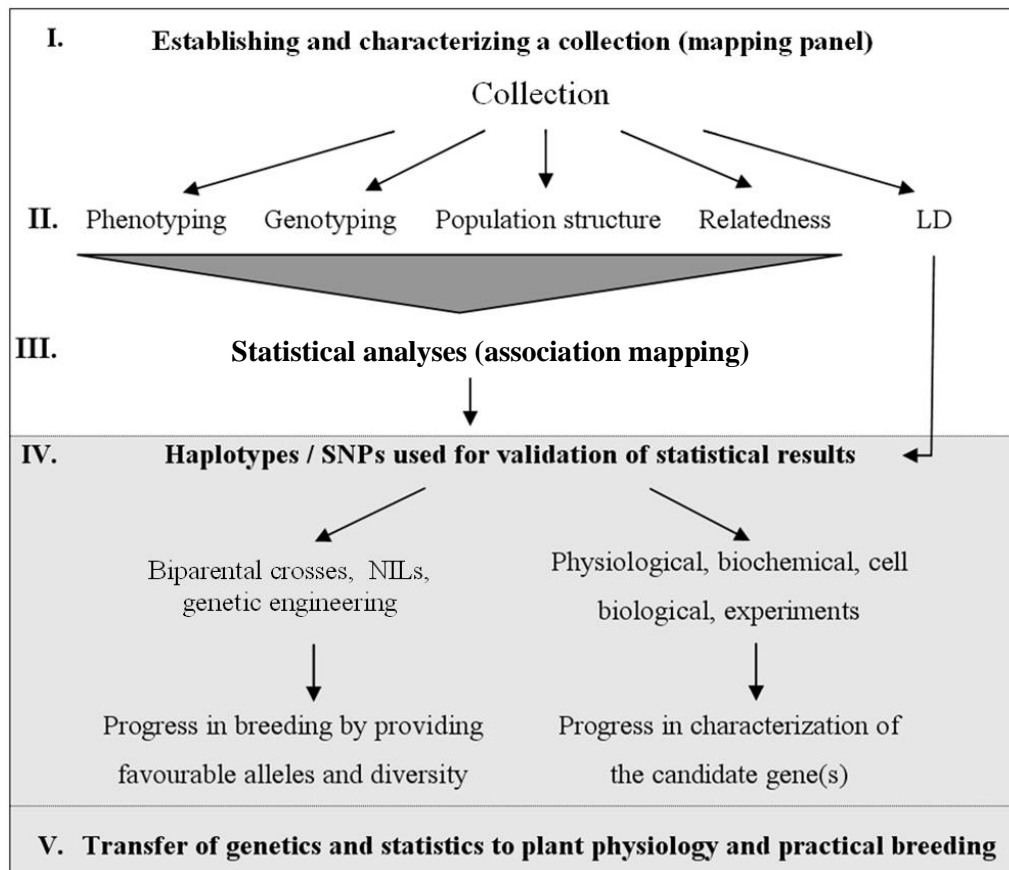 I. Establishing and characterizing a collection (mapping panel)
Collection
II. Phenotyping Genotyping Population structure Relatedness LD
III. Statistical analyses (association mapping)
IV. Haplotypes / SNPs used for validation of statistical results
Biparental crosses, NILs,
genetic engineering
Physiological, biochemical, cell
biological, experiments
Progress in breeding by providing
favourable alleles and diversity
Progress in characterization of
the candidate gene(s)
V. Transfer of genetics and statistics to plant physiology and practical breeding